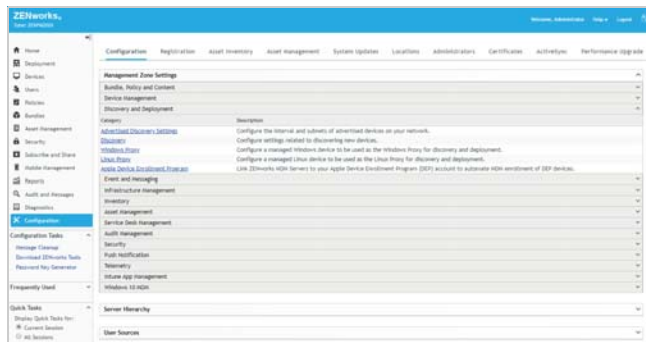 ZENworks.
Welcome, Administrator Help Logout
Home
Deployment
Devices
Users
Policies
Bundles
Asset Management
Security
Subscribe and Share
Mobile Management
Reports
Audit and Messages
Diagnostics
Configuration
Configuration Tasks
Message Cleanup
Download ZENworks Tools
Password Key Generator
Frequently Used
Quick Tasks
Display Quick Tasks for:
Current Session
All Sessions
Configuration Registration Asset Inventory Asset Management System Updates Locations Administrators Certificates ActiveSync Performance Upgrade
Management Zone Settings
Bundle, Policy and Content
Device Management
Discovery and Deployment
Category Description
Advertised Discovery Settings Configure the interval and subnets of advertised devices on your network.
Discovery Configure settings related to discovering new devices.
Windows Proxy Configure a managed Windows device to be used as the Windows Proxy for discovery and deployment.
Linux Proxy Configure a managed Linux device to be used as the Linux Proxy for discovery and deployment.
Apple Device Enrollment Program Link ZENworks MDM Servers to your Apple Device Enrollment Program (DEP) account to automate MDM enrollment of DEP devices.
Event and Messaging
Infrastructure Management
Inventory
Asset Management
Service Desk Management
Audit Management
Security
Push Notification
Telemetry
Intune App Management
Windows 10 MDM
Server Hierarchy
User Sources